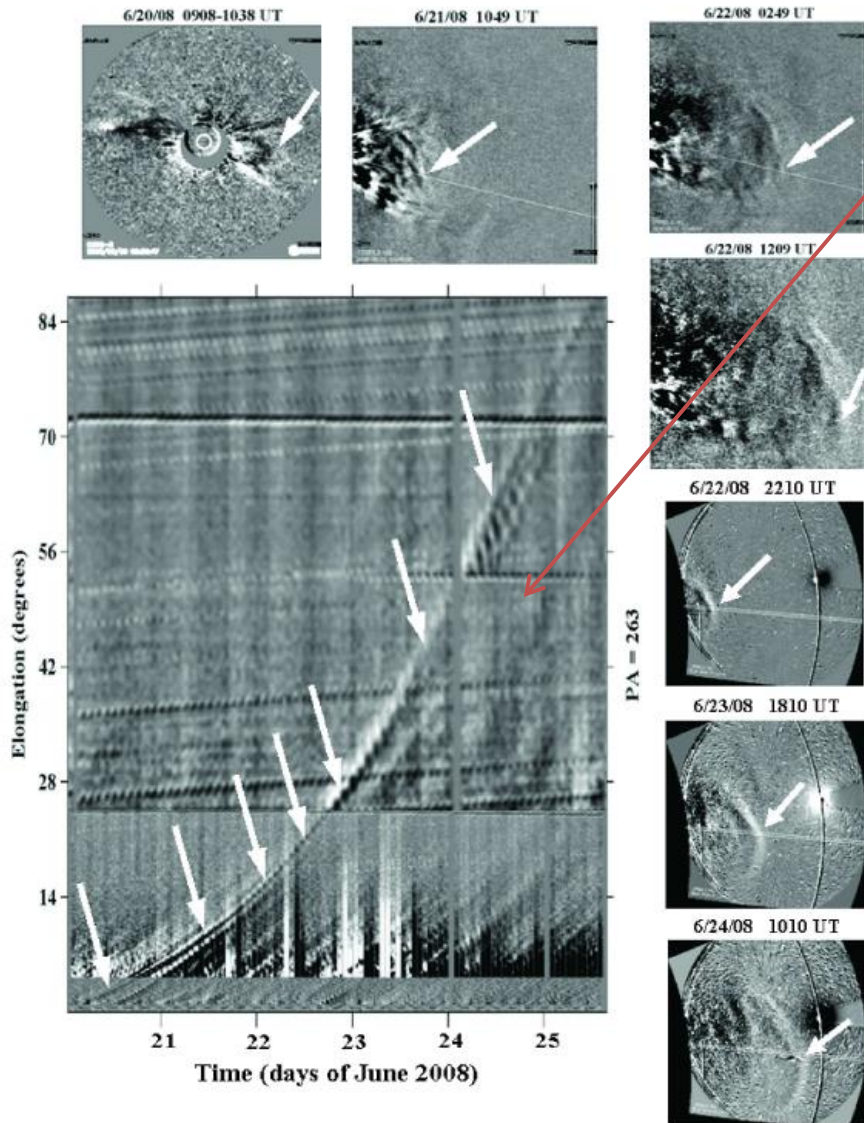 6/20/08 0908-1038 UT
6/21/08 1049 UT
6/22/08 0249 UT
6/22/08 1209 UT
6/22/08 2210 UT
6/23/08 1810 UT
6/24/08 1010 UT
84
70
56
42
28
14
Elongation (degrees)
PA = 263
21
22
23
24
25
Time (days of June 2008)